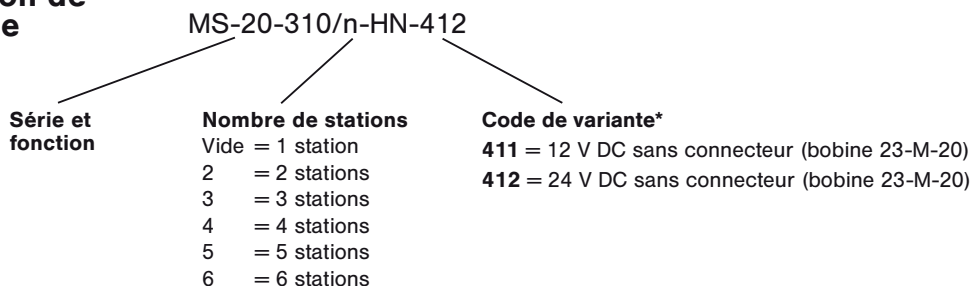 on de
e
MS-20-310/n-HN-412
Série et
fonction
Nombre de stations
Vide = 1 station
2 = 2 stations
3 = 3 stations
4 = 4 stations
5 = 5 stations
6 = 6 stations
Code de variante*
411 = 12 V DC sans connecteur (bobine 23-M-20)
412 = 24 V DC sans connecteur (bobine 23-M-20)